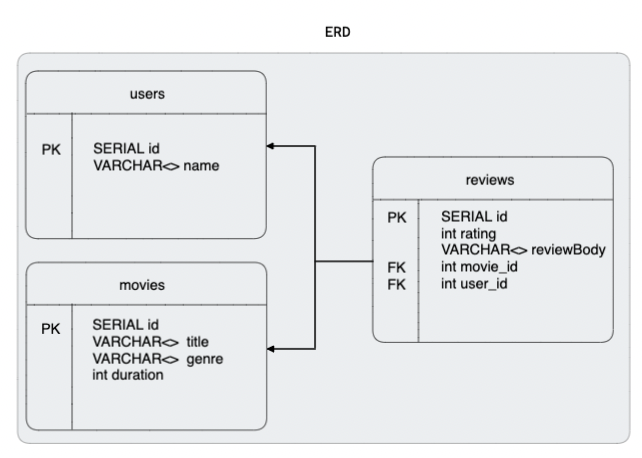 ERD
users
PK
SERIAL id
VARCHAR<> name
movies
PK
SERIAL id
VARCHAR<> title
VARCHAR<> genre
int duration
reviews
PK
SERIAL id
int rating
VARCHAR<> reviewBody
FK
int movie_id
FK
int user_id